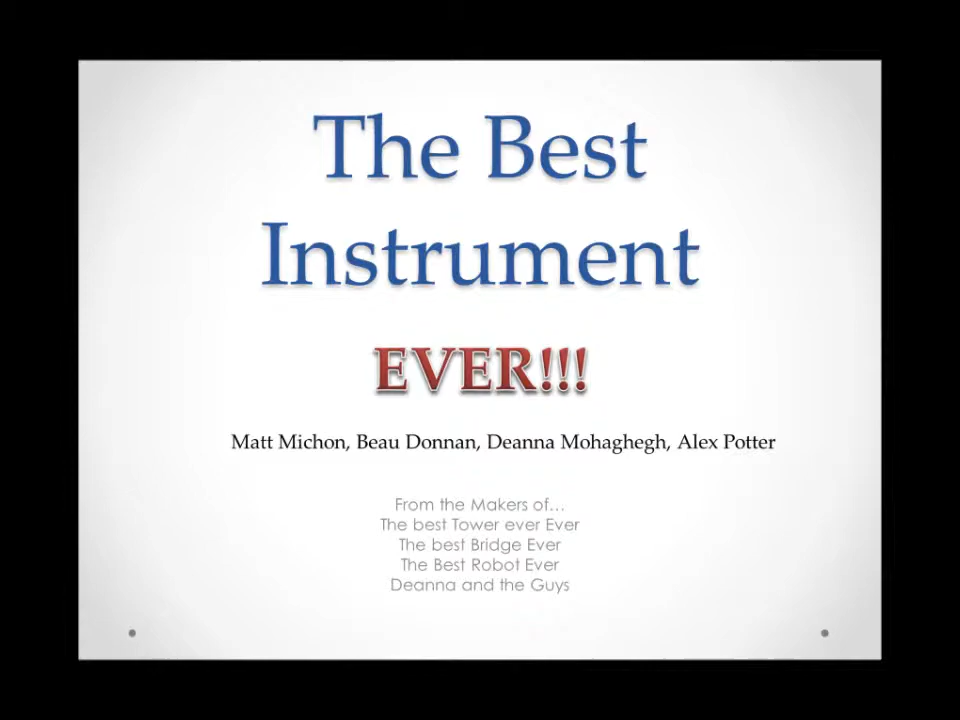 The Best
Instrument
EVER!!!
Matt Michon, Beau Donnan, Deanna Mohaghegh, Alex Potter
From the Makers of…
The best Tower ever Ever
The best Bridge Ever
The Best Robot Ever
Deanna and the Guys